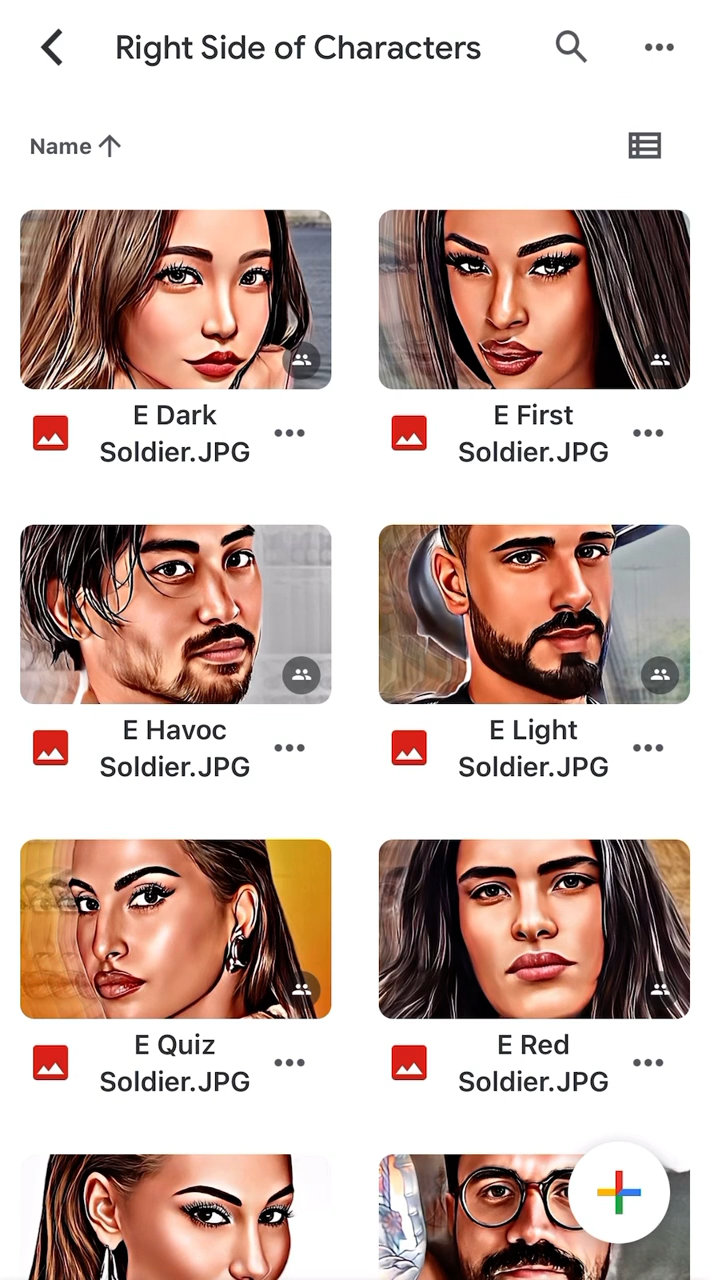 Right Side of Characters
Name
E Dark
Soldier.JPG
E First
Soldier.JPG
E Havoc
Soldier.JPG
E Light
Soldier.JPG
E Quiz
Soldier.JPG
E Red
Soldier.JPG